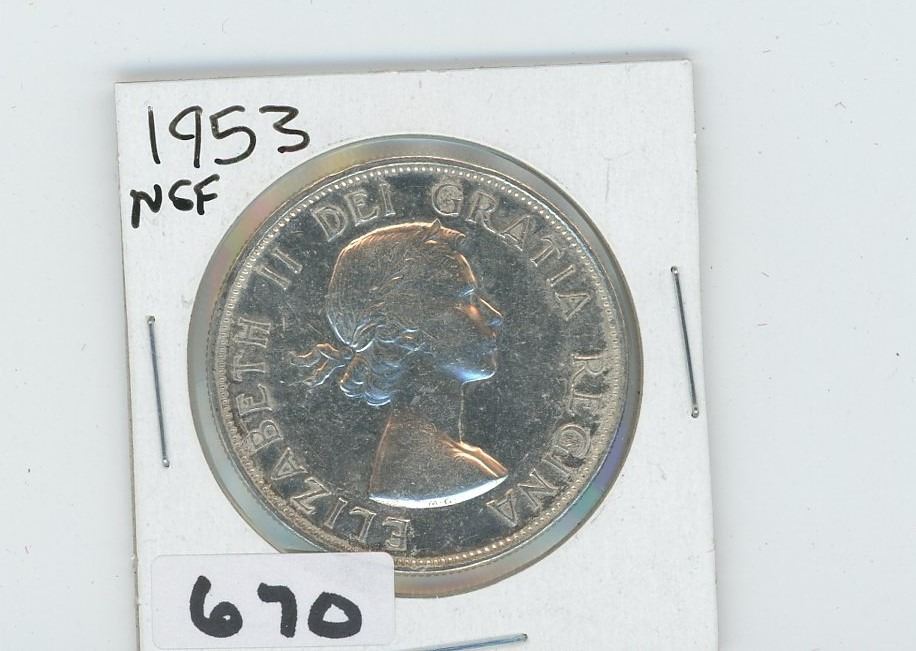 1953
NSF
ELIZABETH II DEI GRATIA REGINA
M.G.
670